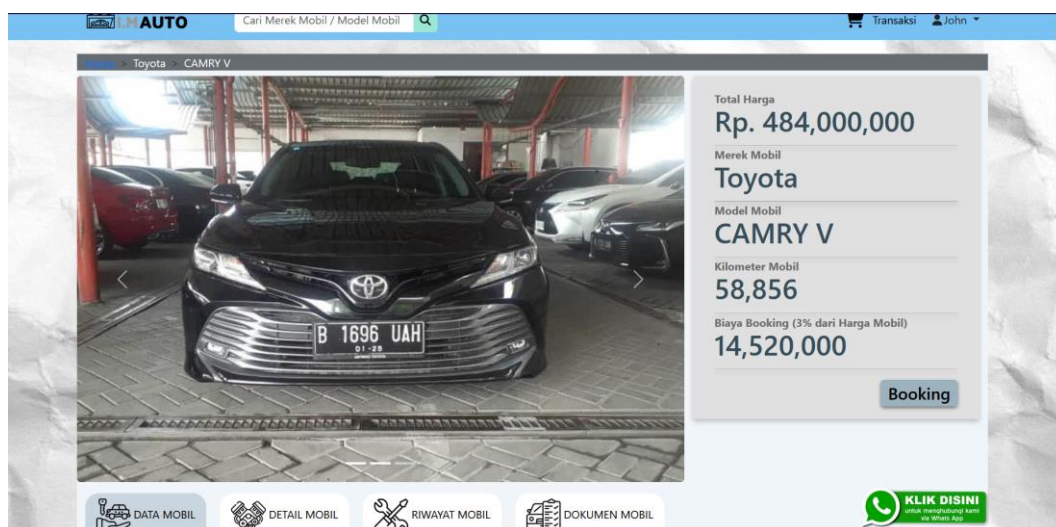 LMAUTO
Cari Merek Mobil / Model Mobil
Transaksi
John
Home > Toyota > CAMRY V
Total Harga
Rp. 484,000,000
Merek Mobil
Toyota
Model Mobil
CAMRY V
Kilometer Mobil
58,856
Biaya Booking (3% dari Harga Mobil)
14,520,000
Booking
B 1696 UAH
01-25
DATA MOBIL
DETAIL MOBIL
RIWAYAT MOBIL
DOKUMEN MOBIL
KLIK DISINI
untuk menghubungi kami
via Whats App